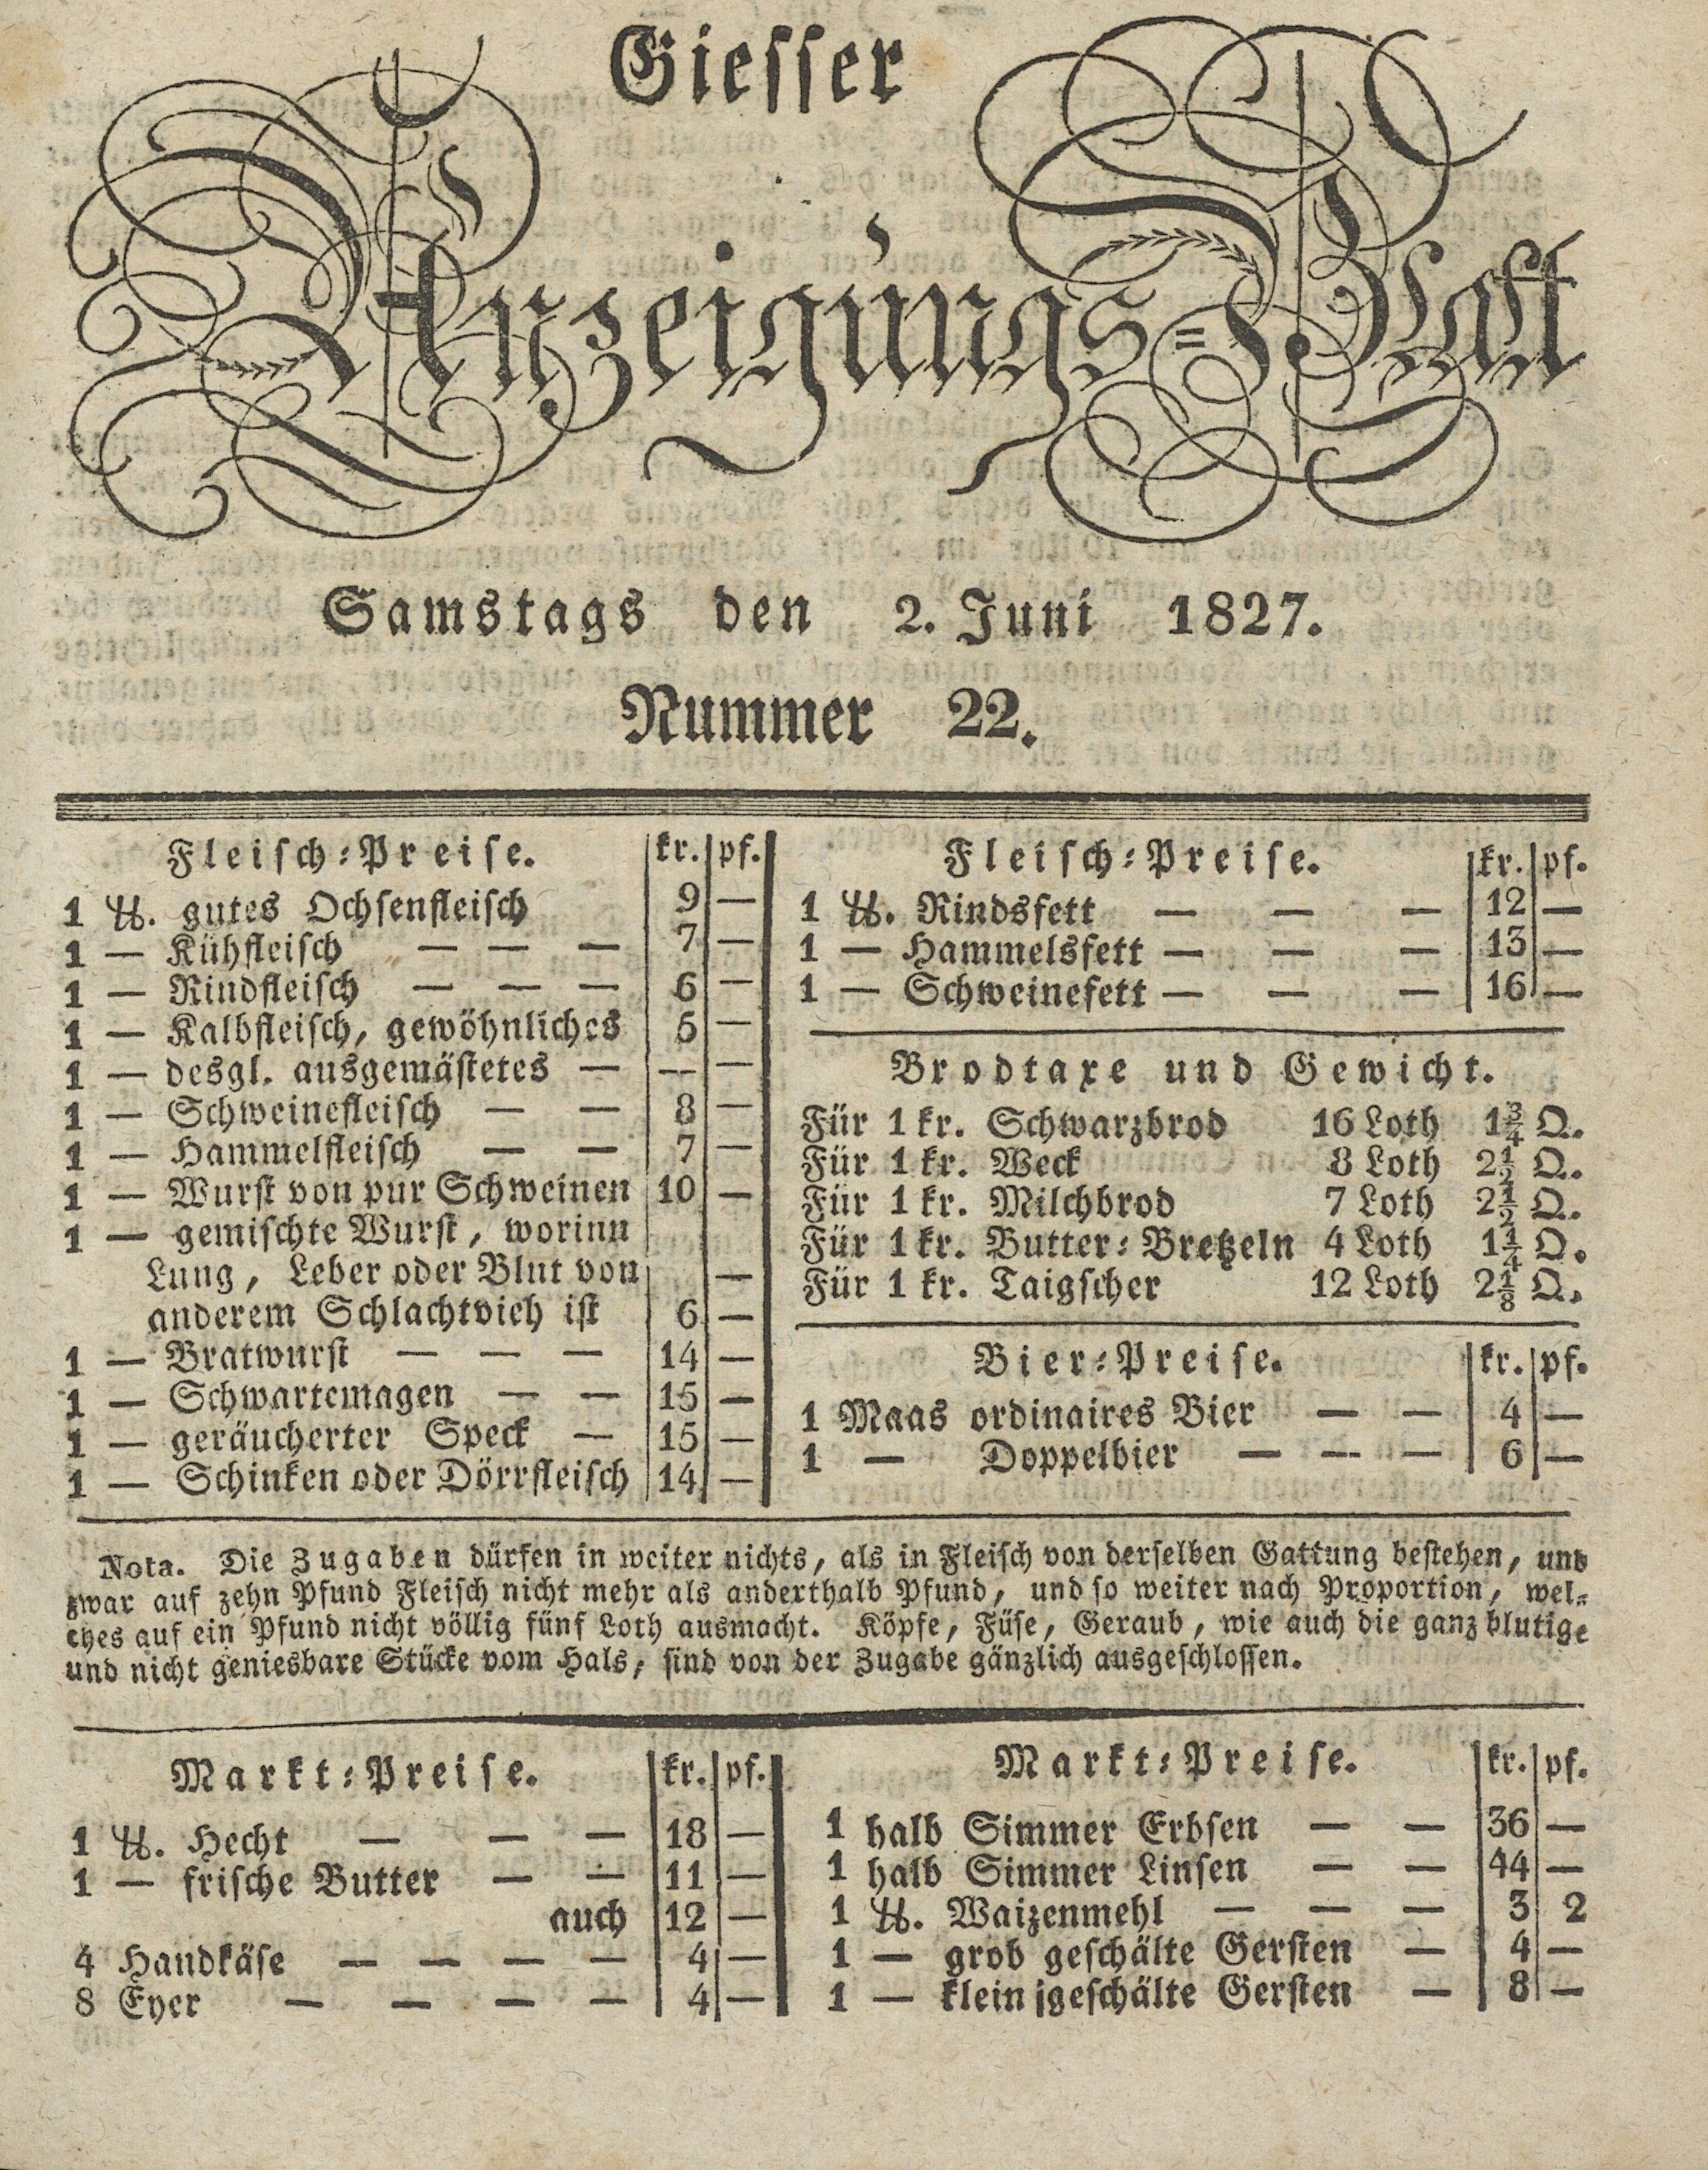 Giesser
Anzeigungs=Blatt
Samstags den 2. Juni 1827.
Nummer 22.
Fleisch=Preise. kr. pf.
1 ℔. gutes Ochsenfleisch 9 —
1 — Kühfleisch — — — 7 —
1 — Rindfleisch — — — 6 —
1 — Kalbfleisch, gewöhnliches 5 —
1 — desgl. ausgemästetes — — —
1 — Schweinefleisch — — 8 —
1 — Hammelfleisch — — 7 —
1 — Wurst von pur Schweinen 10 —
1 — gemischte Wurst, worinn
Lung, Leber oder Blut von —
anderem Schlachtvieh ist 6 —
1 — Bratwurst — — — 14 —
1 — Schwartemagen — — 15 —
1 — geräucherter Speck — 15 —
1 — Schinken oder Dörrfleisch 14 —
Fleisch=Preise. kr. pf.
1 ℔. Rindsfett — — — 12 —
1 — Hammelsfett — — — 13 —
1 — Schweinefett — — — 16 —
Brodtaxe und Gewicht.
Für 1 kr. Schwarzbrod 16 Loth 1¾ Q.
Für 1 kr. Weck 8 Loth 2½ Q.
Für 1 kr. Milchbrod 7 Loth 2½ Q.
Für 1 kr. Butter=Bretzeln 4 Loth 1¼ Q.
Für 1 kr. Taigscher 12 Loth 2⅛ Q.
Bier=Preise. kr. pf.
1 Maas ordinaires Bier — — 4 —
1 — Doppelbier — — — 6 —
Nota. Die Zugaben dürfen in weiter nichts, als in Fleisch von derselben Gattung bestehen, und
zwar auf zehn Pfund Fleisch nicht mehr als anderthalb Pfund, und so weiter nach Proportion, wel=
ches auf ein Pfund nicht völlig fünf Loth ausmacht. Köpfe, Füse, Geraub, wie auch die ganz blutige
und nicht geniesbare Stücke vom Hals, sind von der Zugabe gänzlich ausgeschlossen.
Markt=Preise. kr. pf.
1 ℔. Hecht — — — 18 —
1 — frische Butter — — 11 —
auch 12 —
4 Handkäse — — — — 4 —
8 Eyer — — — — 4 —
Markt=Preise. kr. pf.
1 halb Simmer Erbsen — — 36 —
1 halb Simmer Linsen — — 44 —
1 ℔. Waizenmehl — — — 3 2
1 — grob geschälte Gersten — 4 —
1 — klein jgeschälte Gersten — 8 —